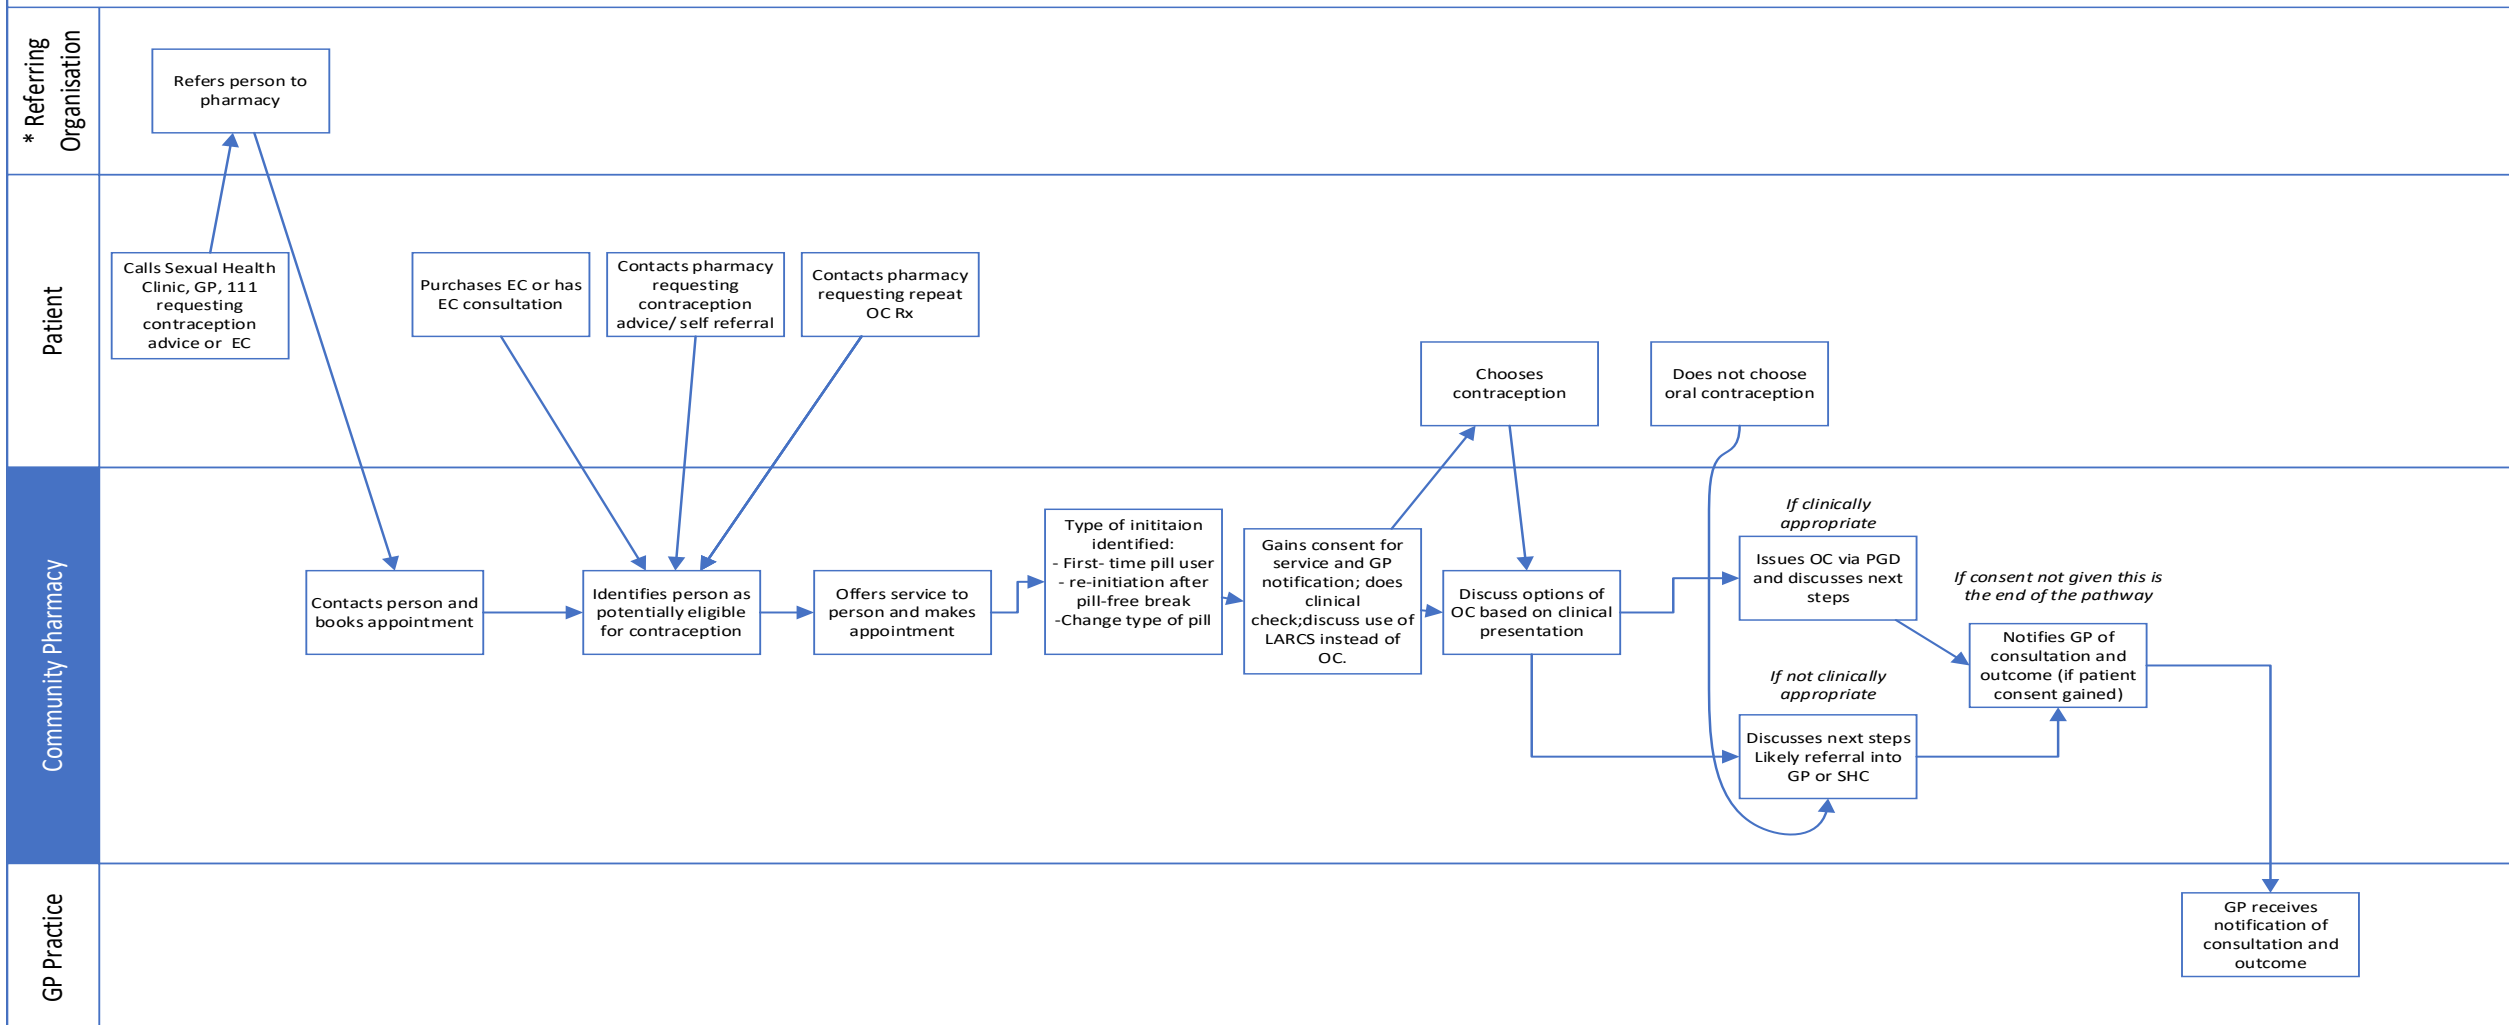 * Referring
Organisation
Refers person to
pharmacy
Patient
Calls Sexual Health
Clinic, GP, 111
requesting
contraception
advice or  EC
Purchases EC or has
EC consultation
Contacts pharmacy
requesting
contraception
advice/ self referral
Contacts pharmacy
requesting repeat
OC Rx
Chooses
contraception
Does not choose
oral contraception
Community Pharmacy
Contacts person and
books appointment
Identifies person as
potentially eligible
for contraception
Offers service to
person and makes
appointment
Type of inititaion
identified:
- First- time pill user
- re-initiation after
pill-free break
-Change type of pill
Gains consent for
service and GP
notification; does
clinical
check;discuss use of
LARCS instead of
OC.
Discuss options of
OC based on clinical
presentation
If clinically
appropriate
Issues OC via PGD
and discusses next
steps
If not clinically
appropriate
Discusses next steps
Likely referral into
GP or SHC
If consent not given this is
the end of the pathway
Notifies GP of
consultation and
outcome (if patient
consent gained)
GP Practice
GP receives
notification of
consultation and
outcome